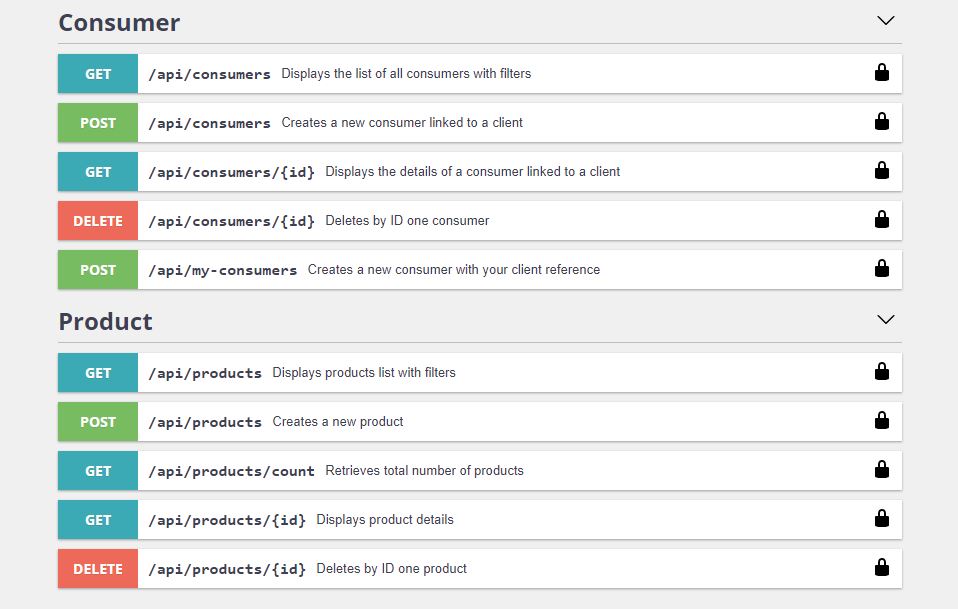 Consumer
GET /api/consumers Displays the list of all consumers with filters
POST /api/consumers Creates a new consumer linked to a client
GET /api/consumers/{id} Displays the details of a consumer linked to a client
DELETE /api/consumers/{id} Deletes by ID one consumer
POST /api/my-consumers Creates a new consumer with your client reference
Product
GET /api/products Displays products list with filters
POST /api/products Creates a new product
GET /api/products/count Retrieves total number of products
GET /api/products/{id} Displays product details
DELETE /api/products/{id} Deletes by ID one product